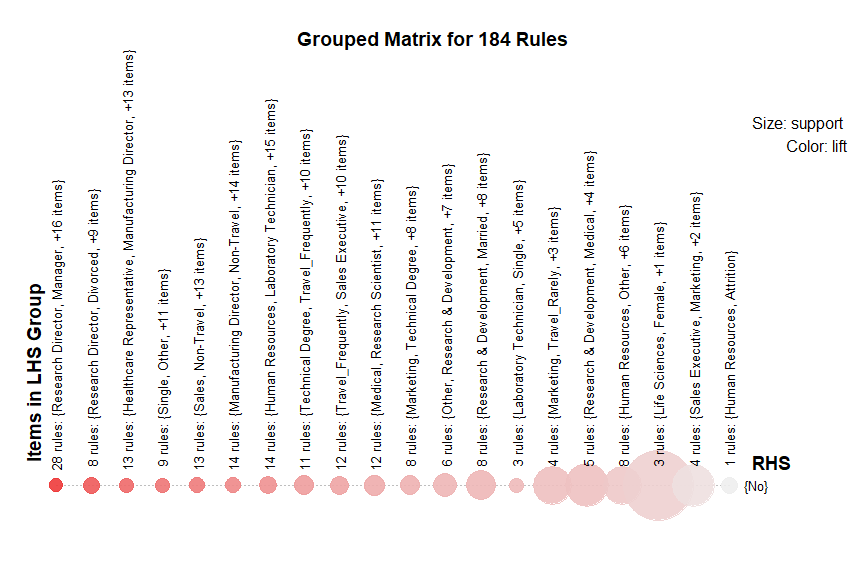 Grouped Matrix for 184 Rules
Size: support
Color: lift
Items in LHS Group
28 rules: {Research Director, Manager, +16 items}
8 rules: {Research Director, Divorced, +9 items}
13 rules: {Healthcare Representative, Manufacturing Director, +13 items}
9 rules: {Single, Other, +11 items}
13 rules: {Sales, Non-Travel, +13 items}
14 rules: {Manufacturing Director, Non-Travel, +14 items}
14 rules: {Human Resources, Laboratory Technician, +15 items}
11 rules: {Technical Degree, Travel_Frequently, +10 items}
12 rules: {Travel_Frequently, Sales Executive, +10 items}
12 rules: {Medical, Research Scientist, +11 items}
8 rules: {Marketing, Technical Degree, +8 items}
6 rules: {Other, Research & Development, +7 items}
8 rules: {Research & Development, Married, +8 items}
3 rules: {Laboratory Technician, Single, +5 items}
4 rules: {Marketing, Travel_Rarely, +3 items}
5 rules: {Research & Development, Medical, +4 items}
8 rules: {Human Resources, Other, +6 items}
3 rules: {Life Sciences, Female, +1 items}
4 rules: {Sales Executive, Marketing, +2 items}
1 rules: {Human Resources, Attrition}
RHS
{No}